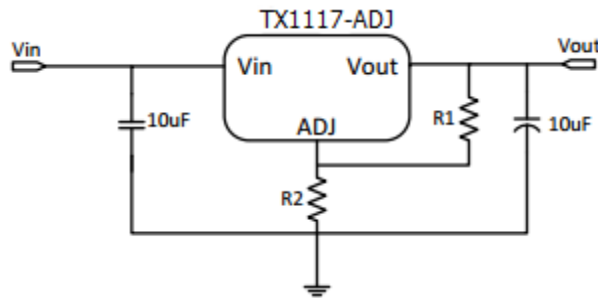 TX1117-ADJ
Vin
Vout
Vin
Vout
10uF
ADJ
R1
10uF
R2